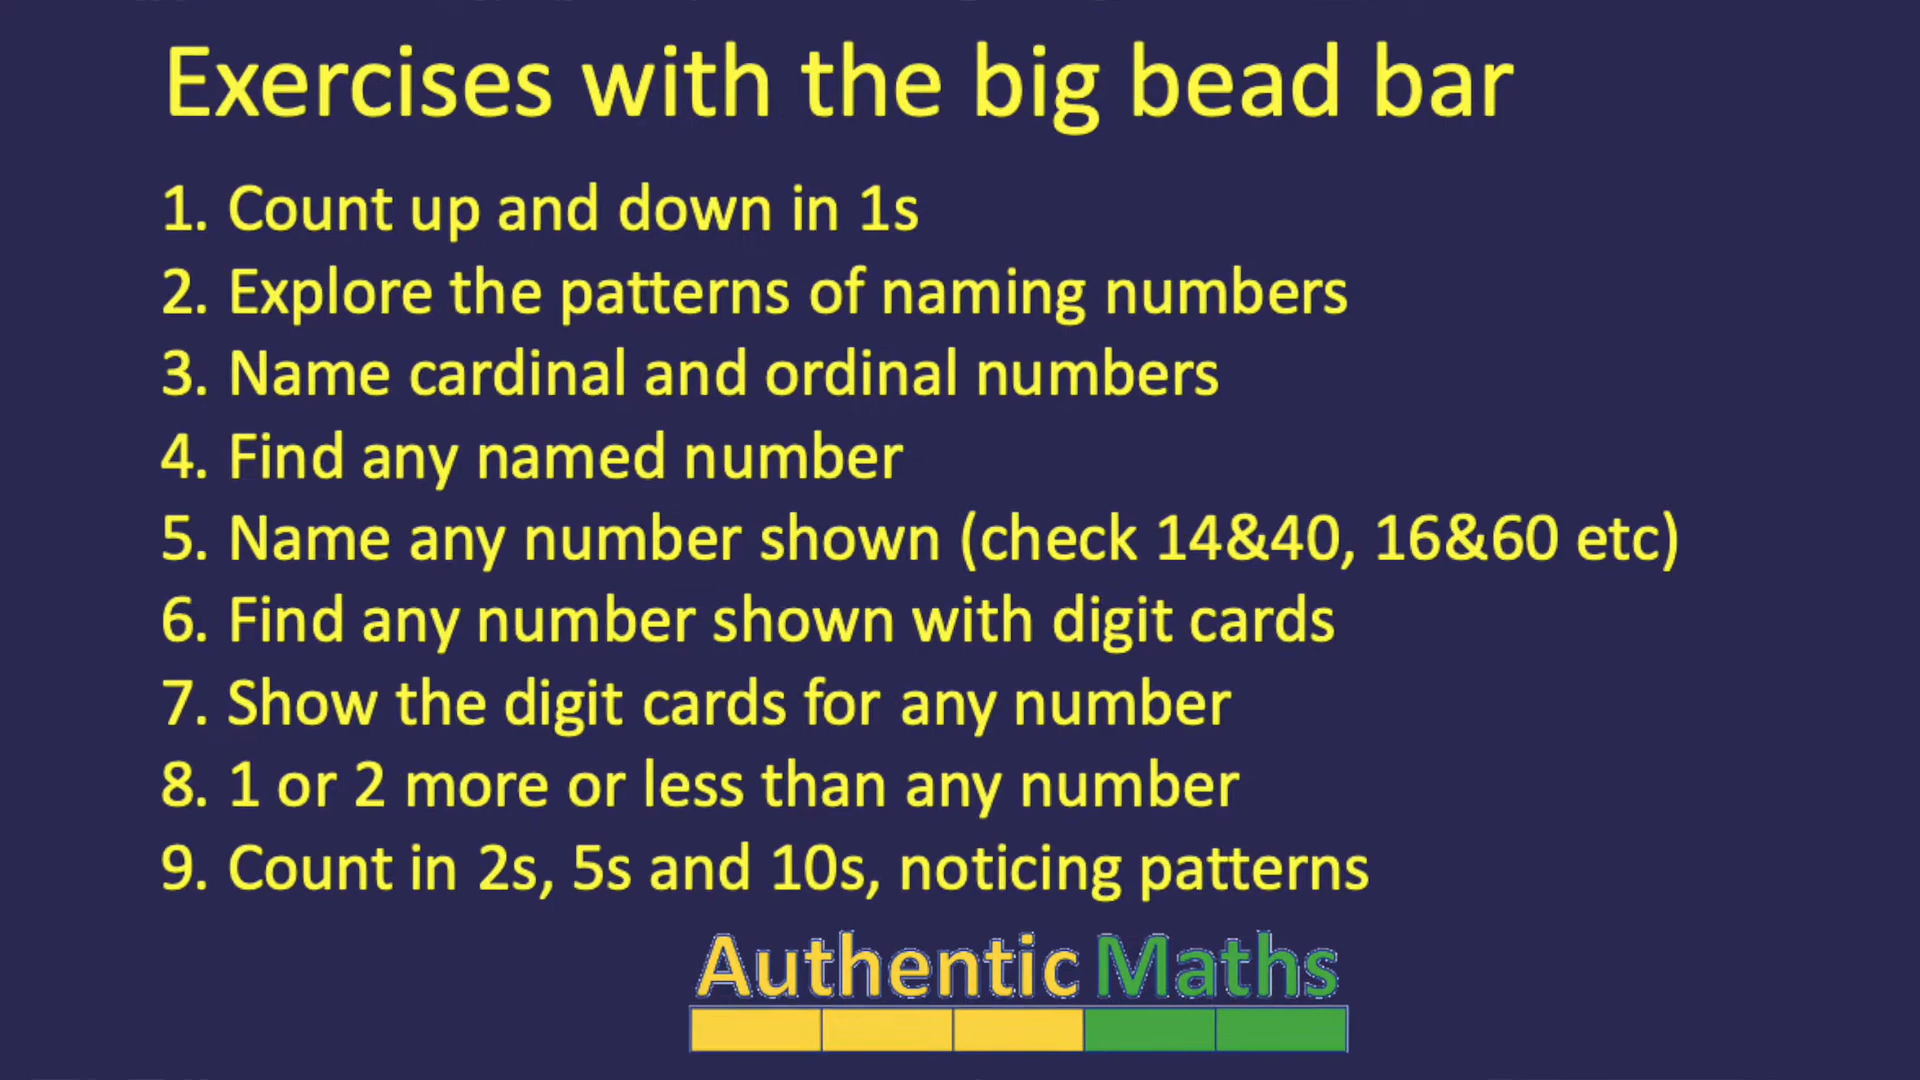 Exercises with the big bead bar
1. Count up and down in 1s
2. Explore the patterns of naming numbers
3. Name cardinal and ordinal numbers
4. Find any named number
5. Name any number shown (check 14&40, 16&60 etc)
6. Find any number shown with digit cards
7. Show the digit cards for any number
8. 1 or 2 more or less than any number
9. Count in 2s, 5s and 10s, noticing patterns
Authentic Maths